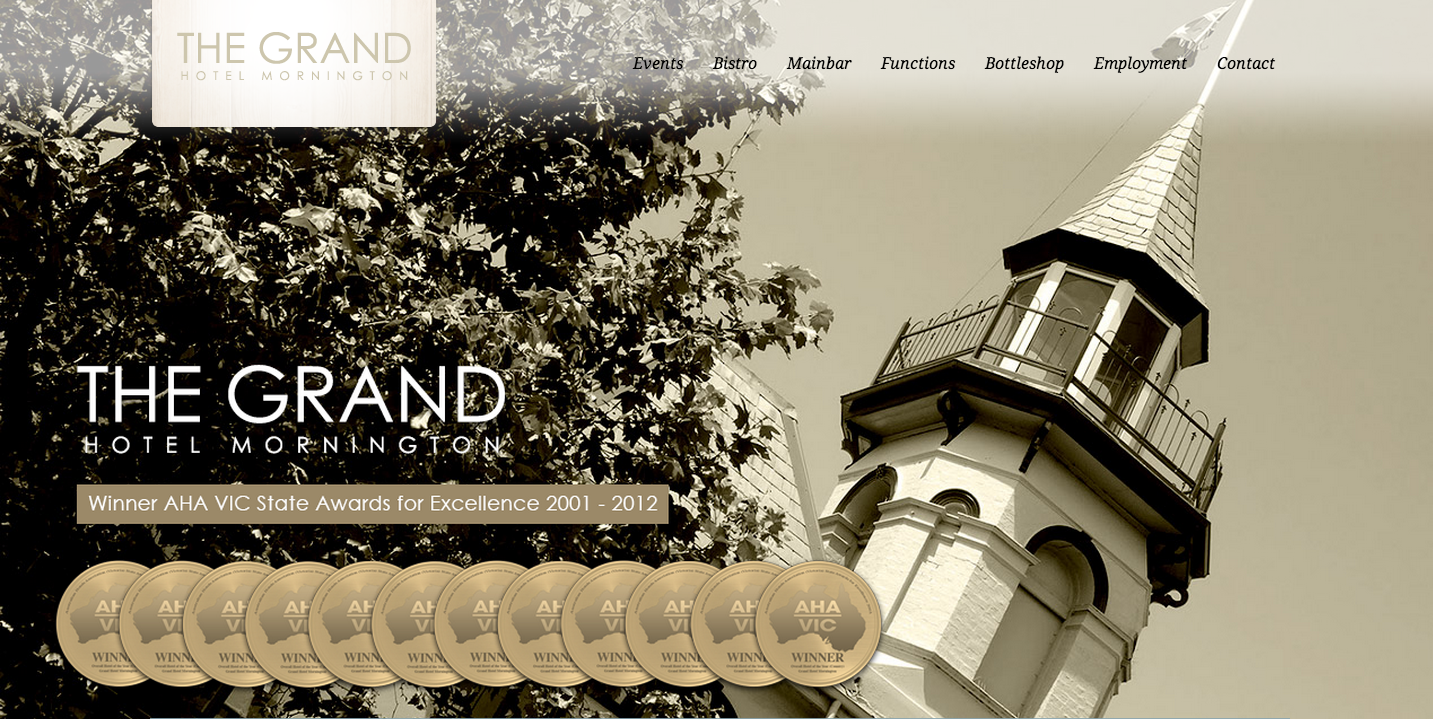 THE GRAND
HOTEL MORNINGTON
Events Bistro Mainbar Functions Bottleshop Employment Contact
THE GRAND
HOTEL MORNINGTON
Winner AHA VIC State Awards for Excellence 2001 - 2012
AHA
VIC
WINNER